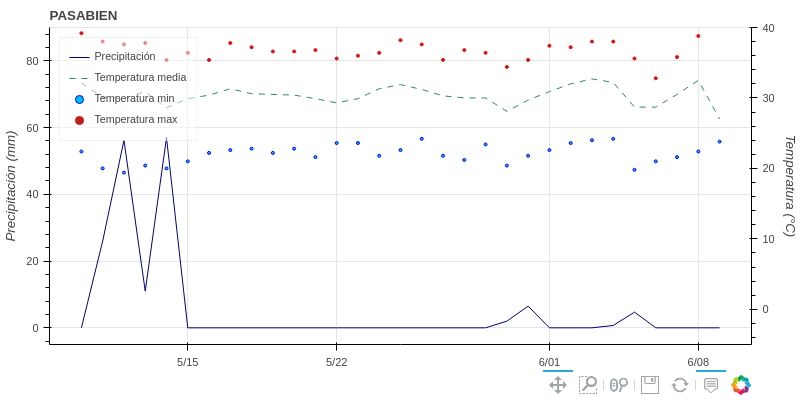 PASABIEN
Precipitación
Temperatura media
Temperatura min
Temperatura max
Precipitación (mm)
80
60
40
20
0
Temperatura (°C)
40
30
20
10
0
5/15
5/22
6/01
6/08